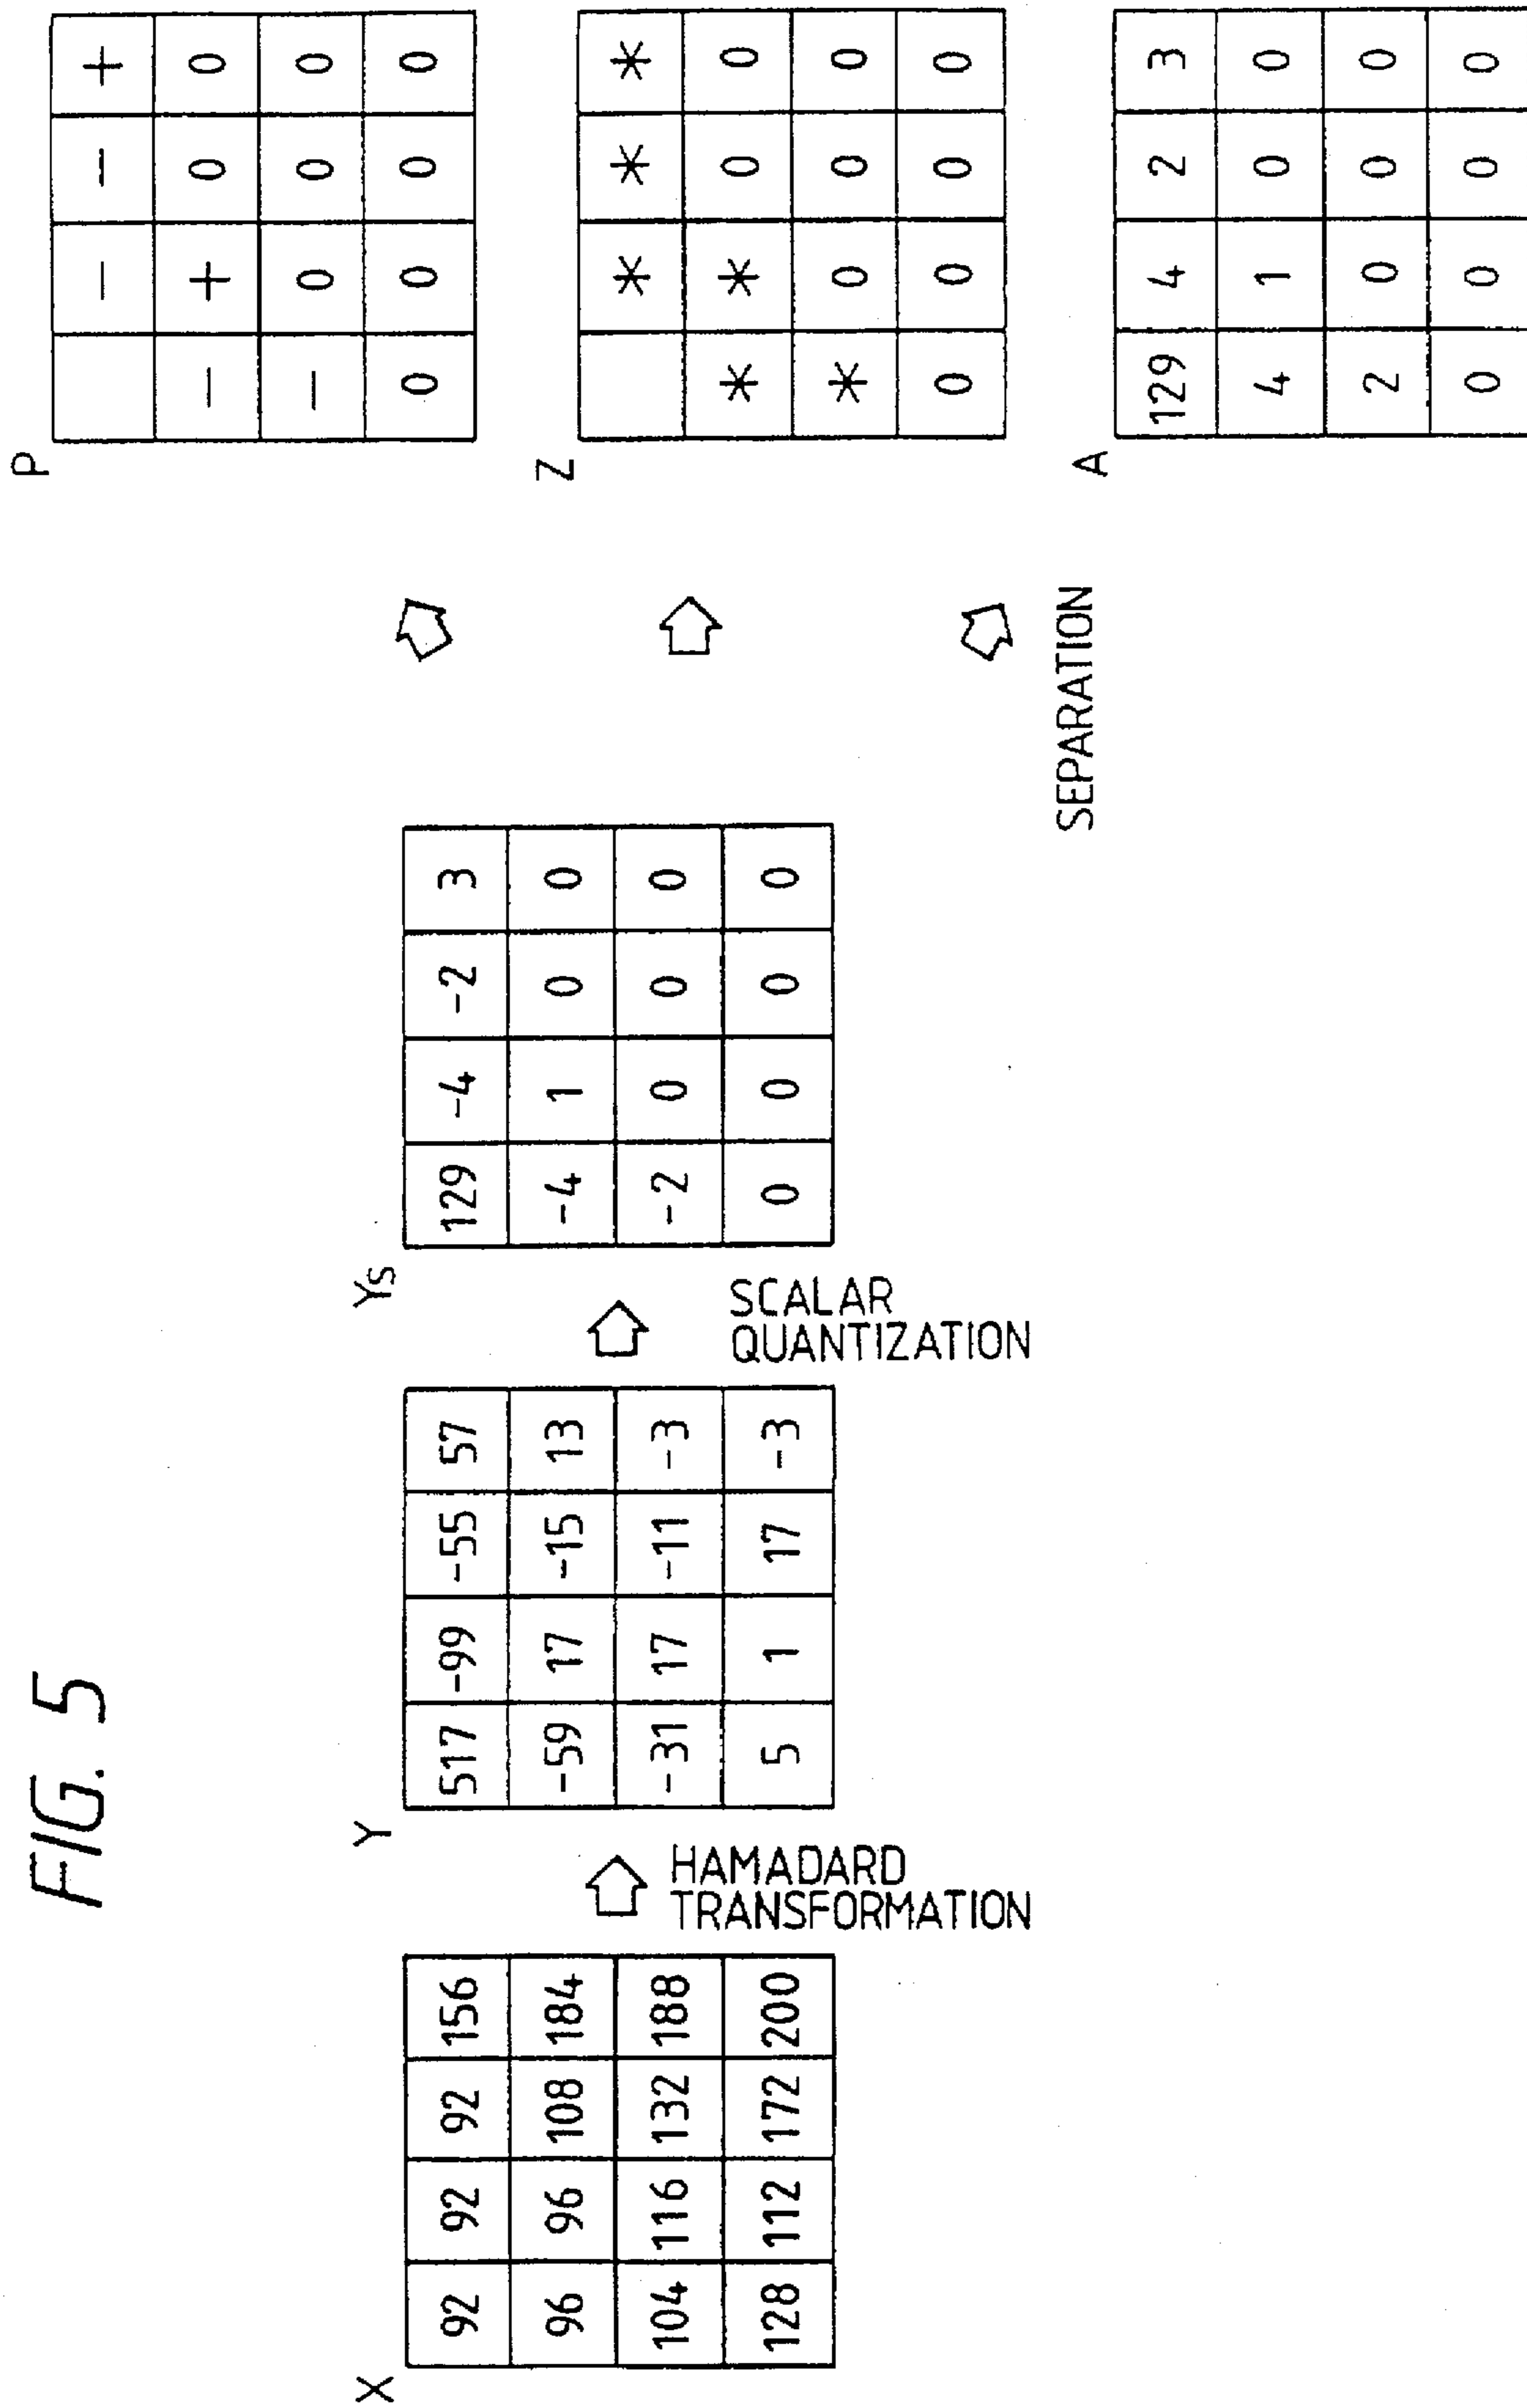 FIG. 5
X
92 92 92 156
96 96 108 184
104 116 132 188
128 112 172 200
HAMADARD
TRANSFORMATION
Y
517 -99 -55 57
-59 17 -15 13
-31 17 -11 -3
5 1 17 -3
SCALAR
QUANTIZATION
Ys
129 -4 -2 3
-4 1 0 0
-2 0 0 0
0 0 0 0
SEPARATION
P
− − +
− + 0 0
− 0 0 0
0 0 0 0
Z
* * *
* * 0 0
* 0 0 0
0 0 0 0
A
129 4 2 3
4 1 0 0
2 0 0 0
0 0 0 0